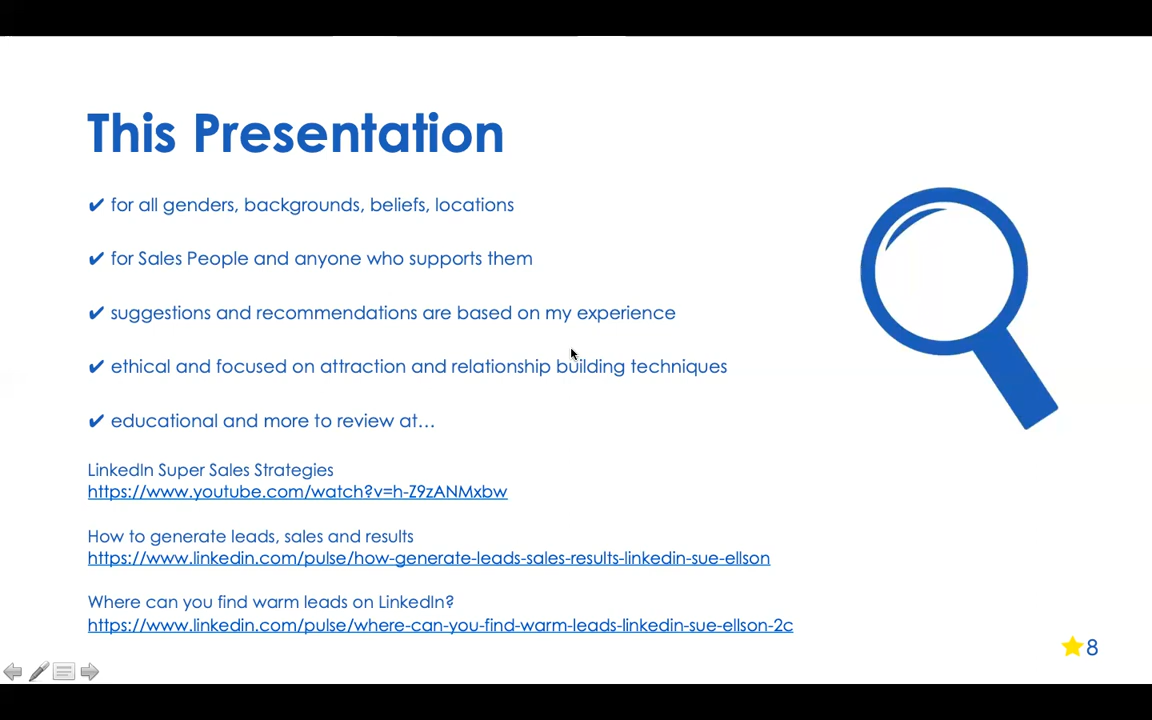 This Presentation
✔ for all genders, backgrounds, beliefs, locations
✔ for Sales People and anyone who supports them
✔ suggestions and recommendations are based on my experience
✔ ethical and focused on attraction and relationship building techniques
✔ educational and more to review at…
LinkedIn Super Sales Strategies
https://www.youtube.com/watch?v=h-Z9zANMxbw
How to generate leads, sales and results
https://www.linkedin.com/pulse/how-generate-leads-sales-results-linkedin-sue-ellson
Where can you find warm leads on LinkedIn?
https://www.linkedin.com/pulse/where-can-you-find-warm-leads-linkedin-sue-ellson-2c
8